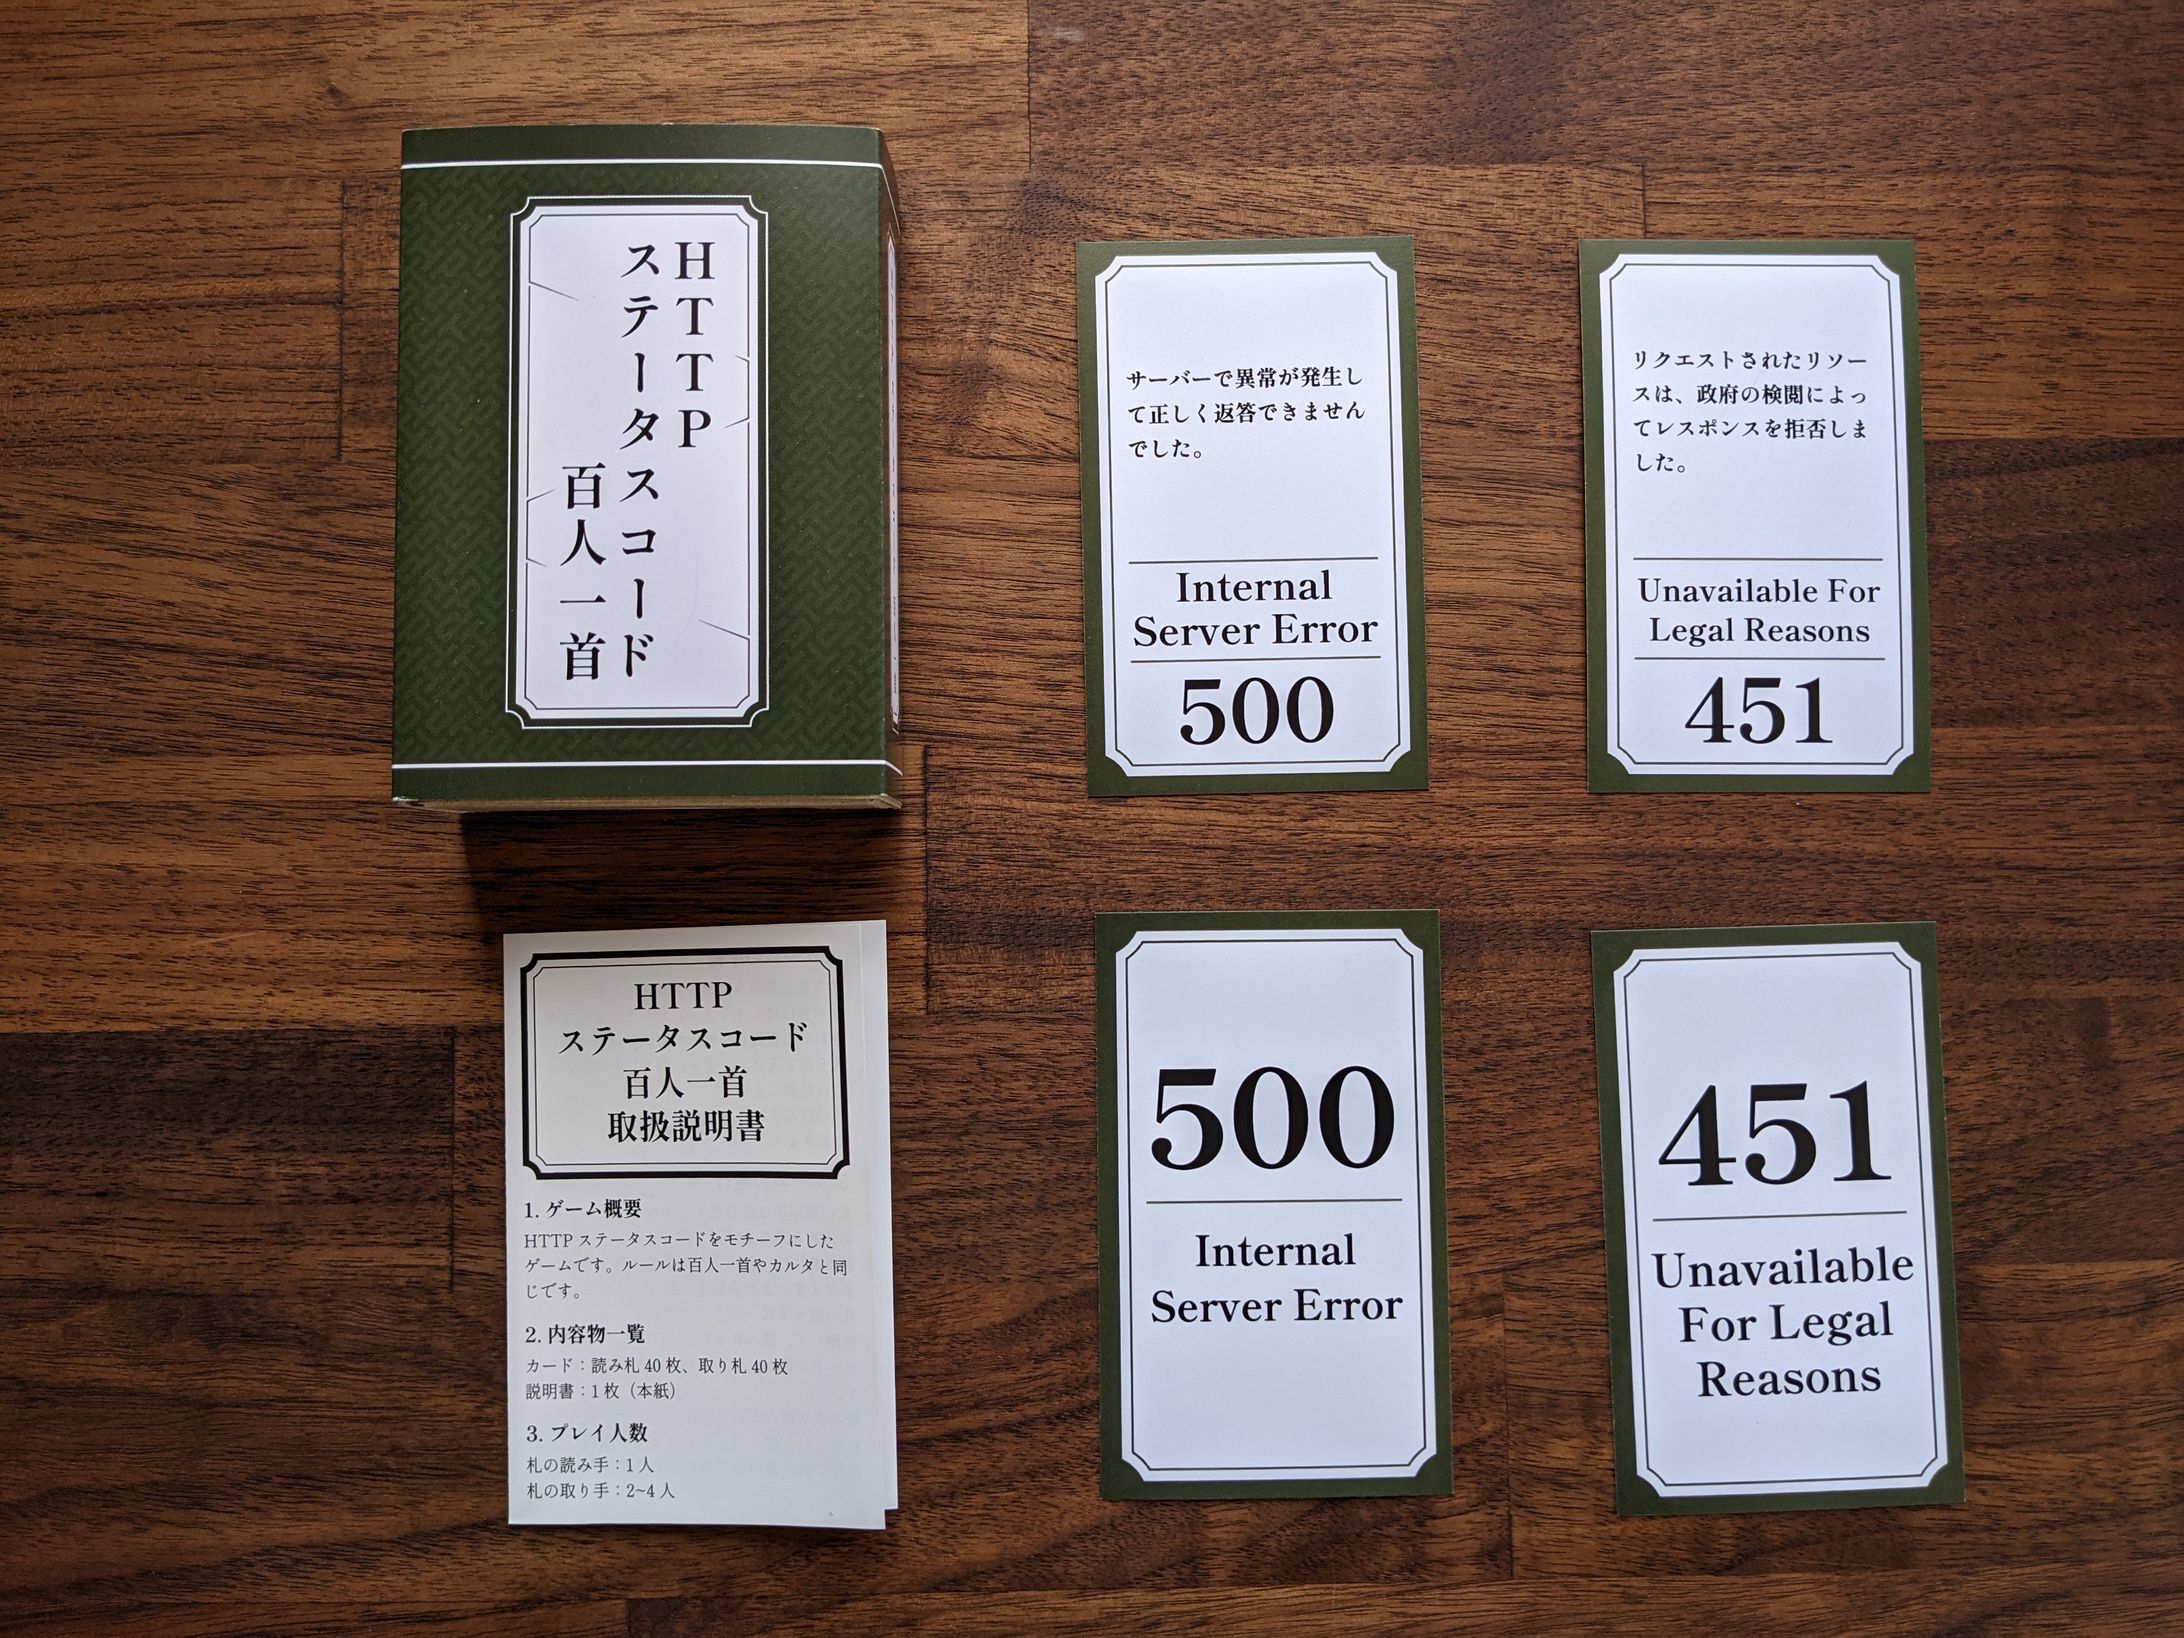 HTTP
ステータスコード
百人一首
サーバーで異常が発生し
て正しく返答できません
でした。
Internal
Server Error
500
リクエストされたリソー
スは、政府の検閲によっ
てレスポンスを拒否しま
した。
Unavailable For
Legal Reasons
451
HTTP
ステータスコード
百人一首
取扱説明書
1. ゲーム概要
HTTP ステータスコードをモチーフにした
ゲームです。ルールは百人一首やカルタと同
じです。
2. 内容物一覧
カード：読み札 40 枚、取り札 40 枚
説明書：1 枚（本紙）
3. プレイ人数
札の読み手：1 人
札の取り手：2~4 人
500
Internal
Server Error
451
Unavailable
For Legal
Reasons